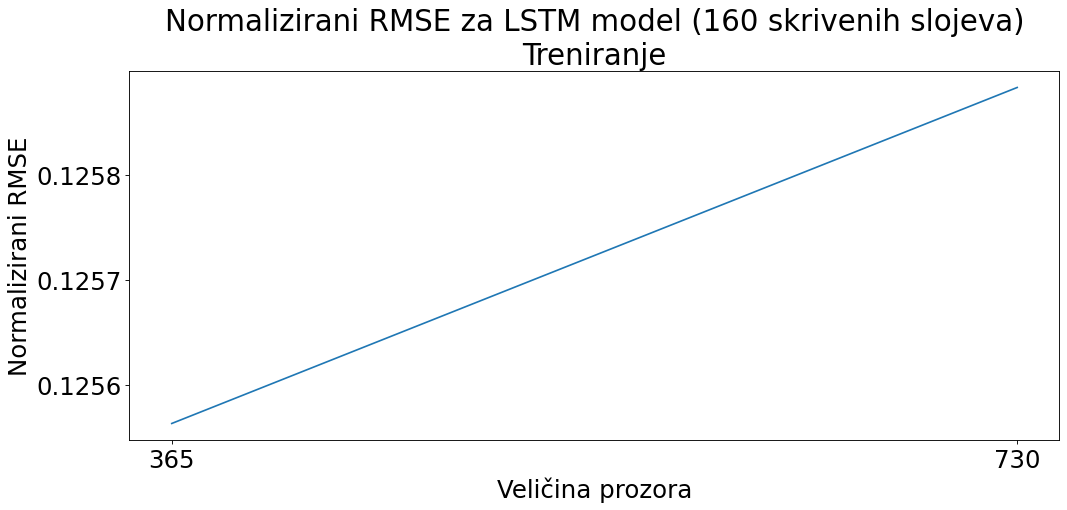 Normalizirani RMSE za LSTM model (160 skrivenih slojeva)
Treniranje
Normalizirani RMSE
0.1258
0.1257
0.1256
365
730
Veličina prozora